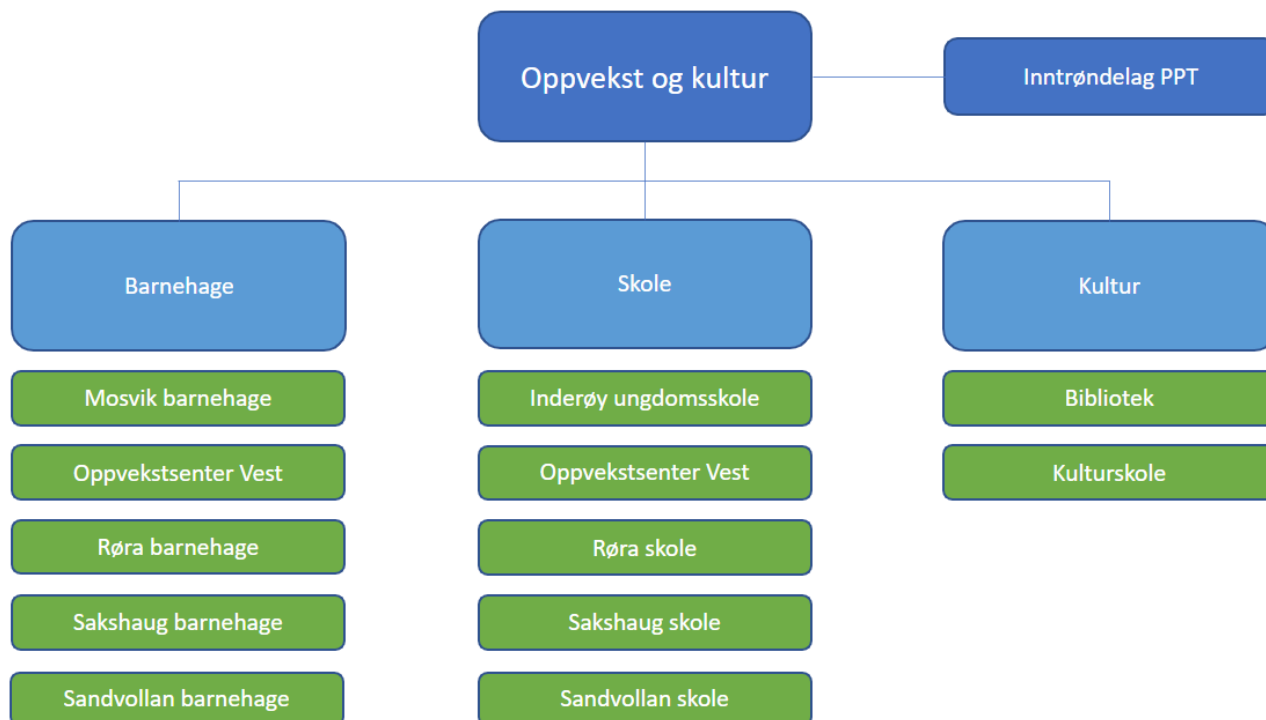 Oppvekst og kultur
Inntrøndelag PPT
Barnehage
Skole
Kultur
Mosvik barnehage
Inderøy ungdomsskole
Bibliotek
Oppvekstsenter Vest
Oppvekstsenter Vest
Kulturskole
Røra barnehage
Røra skole
Sakshaug barnehage
Sakshaug skole
Sandvollan barnehage
Sandvollan skole